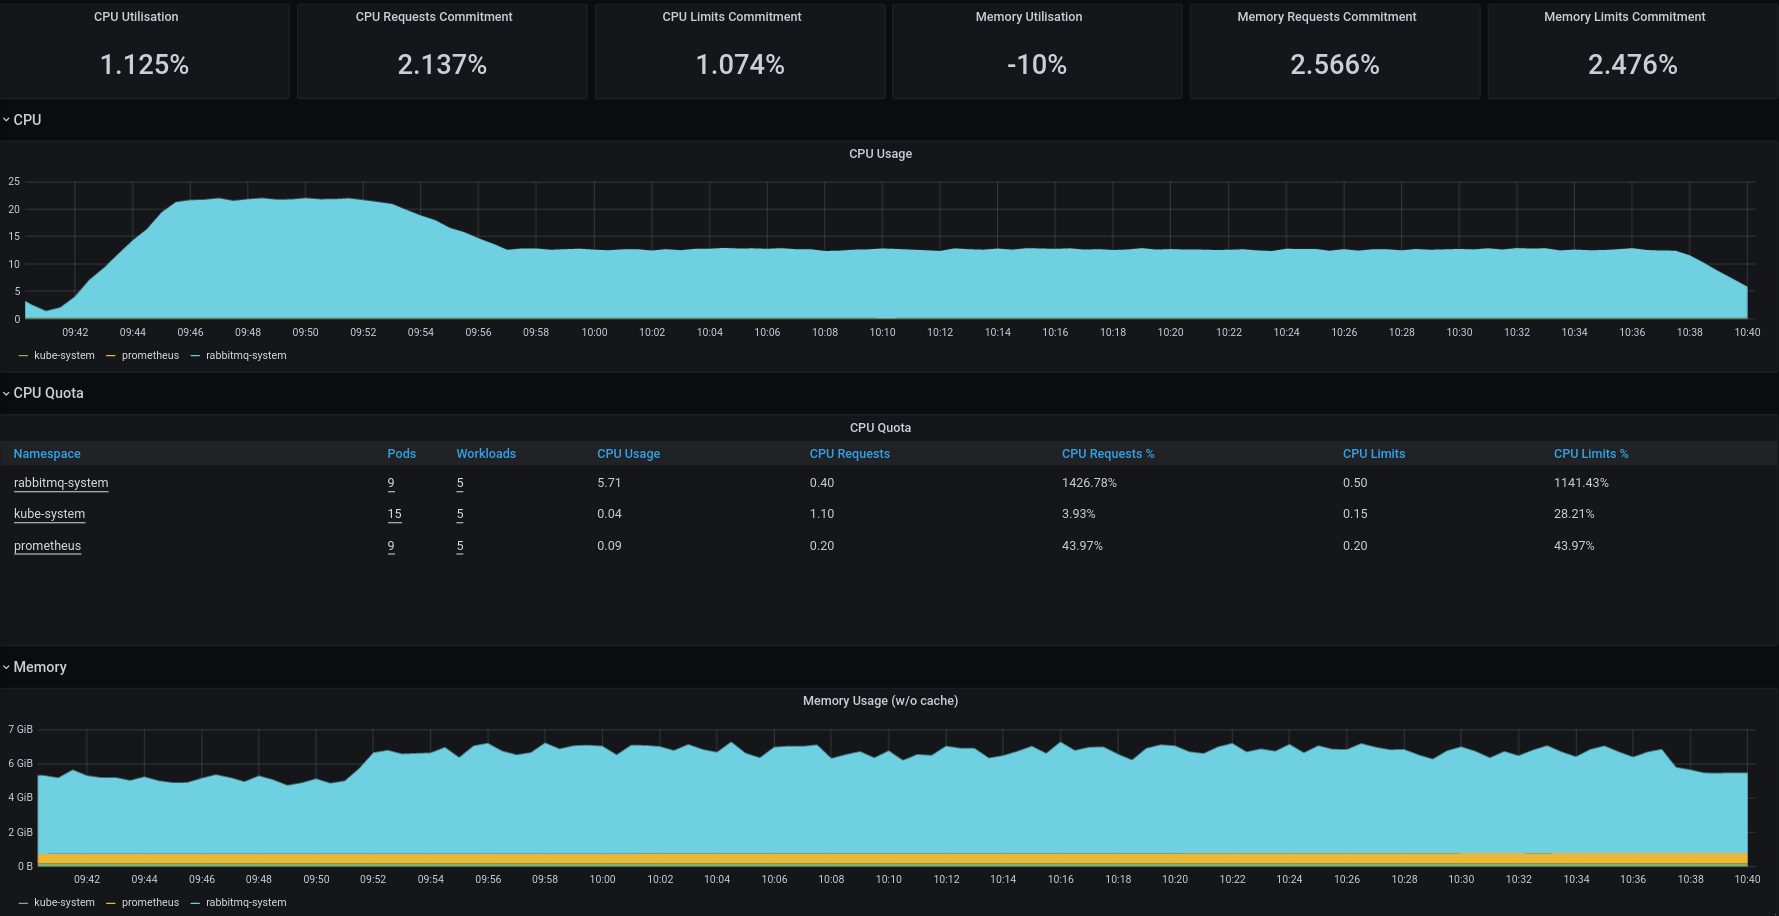 CPU Utilisation CPU Requests Commitment CPU Limits Commitment Memory Utilisation Memory Requests Commitment Memory Limits Commitment
1.125% 2.137% 1.074% -10% 2.566% 2.476%
CPU
CPU Usage
25
20
15
10
5
0
09:42 09:44 09:46 09:48 09:50 09:52 09:54 09:56 09:58 10:00 10:02 10:04 10:06 10:08 10:10 10:12 10:14 10:16 10:18 10:20 10:22 10:24 10:26 10:28 10:30 10:32 10:34 10:36 10:38 10:40
kube-system prometheus rabbitmq-system
CPU Quota
CPU Quota
Namespace Pods Workloads CPU Usage CPU Requests CPU Requests % CPU Limits CPU Limits %
rabbitmq-system 9 5 5.71 0.40 1426.78% 0.50 1141.43%
kube-system 15 5 0.04 1.10 3.93% 0.15 28.21%
prometheus 9 5 0.09 0.20 43.97% 0.20 43.97%
Memory
Memory Usage (w/o cache)
7 GiB
6 GiB
4 GiB
2 GiB
0 B
09:42 09:44 09:46 09:48 09:50 09:52 09:54 09:56 09:58 10:00 10:02 10:04 10:06 10:08 10:10 10:12 10:14 10:16 10:18 10:20 10:22 10:24 10:26 10:28 10:30 10:32 10:34 10:36 10:38 10:40
kube-system prometheus rabbitmq-system